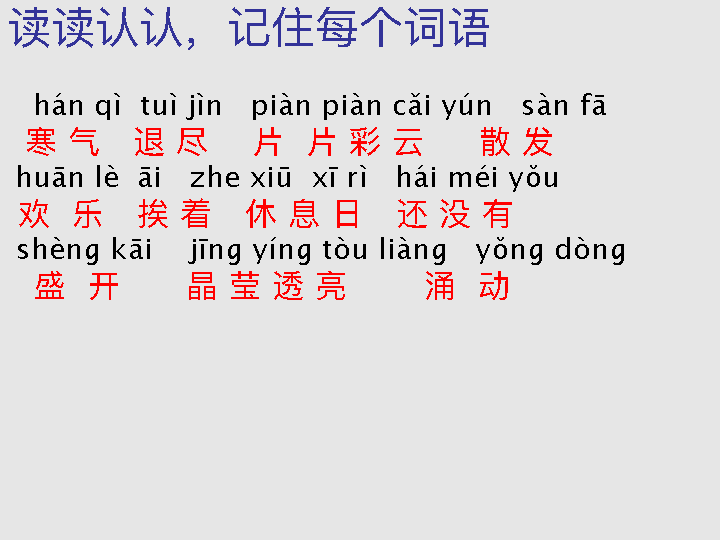 读读认认，记住每个词语
hán qì tuì jìn piàn piàn cǎi yún sàn fā
寒气 退尽 片片彩云 散发
huān lè āi zhe xiū xī rì hái méi yǒu
欢乐 挨着 休息日 还没有
shèng kāi jīng yíng tòu liàng yǒng dòng
盛开 晶莹透亮 涌动